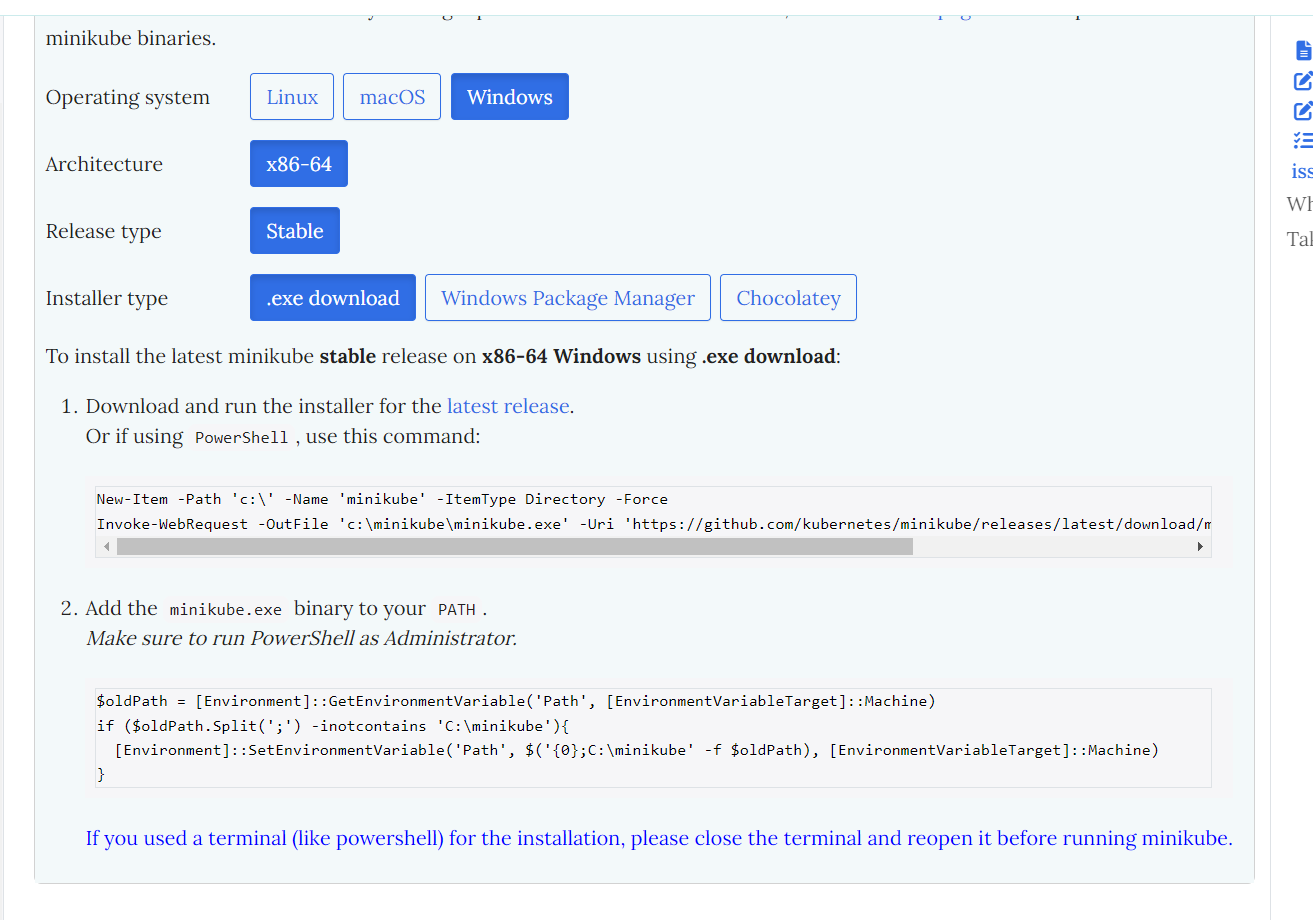 minikube binaries.
Operating system
Linux
macOS
Windows
Architecture
x86-64
Release type
Stable
Installer type
.exe download
Windows Package Manager
Chocolatey
To install the latest minikube stable release on x86-64 Windows using .exe download:
1. Download and run the installer for the latest release.
Or if using PowerShell , use this command:
New-Item -Path 'c:\' -Name 'minikube' -ItemType Directory -Force
Invoke-WebRequest -OutFile 'c:\minikube\minikube.exe' -Uri 'https://github.com/kubernetes/minikube/releases/latest/download/m
2. Add the minikube.exe binary to your PATH .
Make sure to run PowerShell as Administrator.
$oldPath = [Environment]::GetEnvironmentVariable('Path', [EnvironmentVariableTarget]::Machine)
if ($oldPath.Split(';') -inotcontains 'C:\minikube'){
  [Environment]::SetEnvironmentVariable('Path', $('{0};C:\minikube' -f $oldPath), [EnvironmentVariableTarget]::Machine)
}
If you used a terminal (like powershell) for the installation, please close the terminal and reopen it before running minikube.
iss
Wh